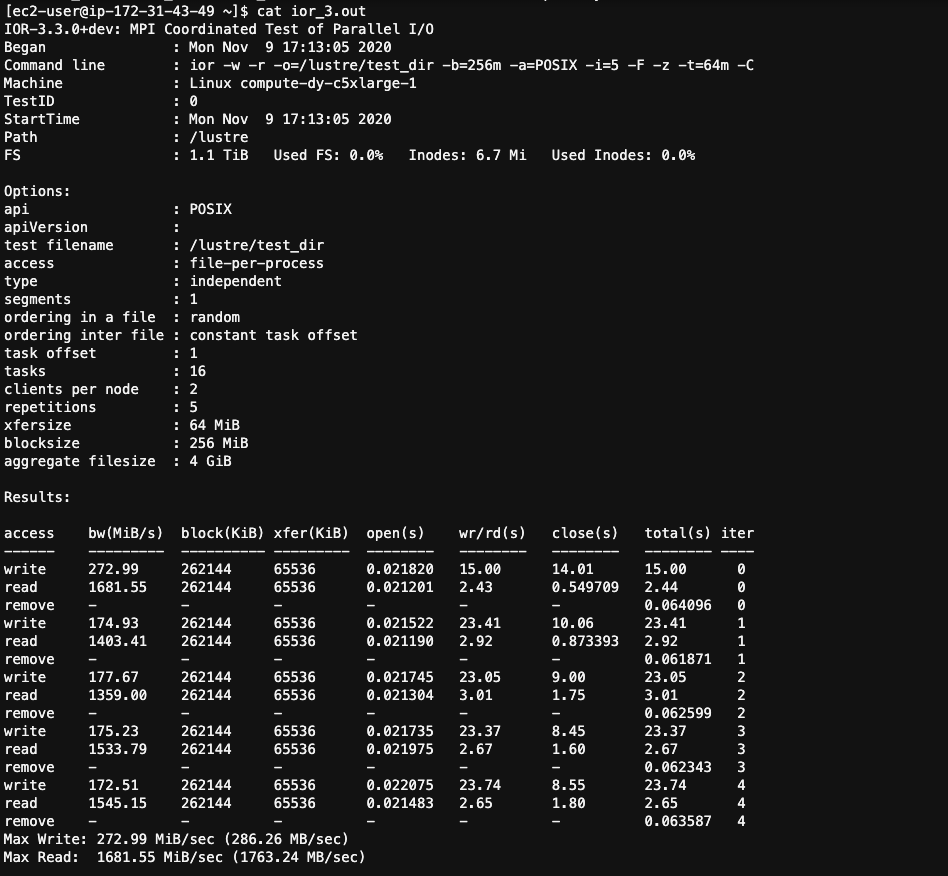 [ec2-user@ip-172-31-43-49 ~]$ cat ior_3.out
IOR-3.3.0+dev: MPI Coordinated Test of Parallel I/O
Began               : Mon Nov  9 17:13:05 2020
Command line        : ior -w -r -o=/lustre/test_dir -b=256m -a=POSIX -i=5 -F -z -t=64m -C
Machine             : Linux compute-dy-c5xlarge-1
TestID              : 0
StartTime           : Mon Nov  9 17:13:05 2020
Path                : /lustre
FS                  : 1.1 TiB   Used FS: 0.0%   Inodes: 6.7 Mi   Used Inodes: 0.0%

Options:
api                 : POSIX
apiVersion          :
test filename       : /lustre/test_dir
access              : file-per-process
type                : independent
segments            : 1
ordering in a file  : random
ordering inter file : constant task offset
task offset         : 1
tasks               : 16
clients per node    : 2
repetitions         : 5
xfersize            : 64 MiB
blocksize           : 256 MiB
aggregate filesize  : 4 GiB

Results:

access    bw(MiB/s)  block(KiB) xfer(KiB)  open(s)    wr/rd(s)   close(s)   total(s) iter
------    ---------  ---------- ---------  --------   --------   --------   -------- ----
write     272.99     262144     65536      0.021820   15.00      14.01      15.00      0
read      1681.55    262144     65536      0.021201   2.43       0.549709   2.44       0
remove    -          -          -          -          -          -          0.064096   0
write     174.93     262144     65536      0.021522   23.41      10.06      23.41      1
read      1403.41    262144     65536      0.021190   2.92       0.873393   2.92       1
remove    -          -          -          -          -          -          0.061871   1
write     177.67     262144     65536      0.021745   23.05      9.00       23.05      2
read      1359.00    262144     65536      0.021304   3.01       1.75       3.01       2
remove    -          -          -          -          -          -          0.062599   2
write     175.23     262144     65536      0.021735   23.37      8.45       23.37      3
read      1533.79    262144     65536      0.021975   2.67       1.60       2.67       3
remove    -          -          -          -          -          -          0.062343   3
write     172.51     262144     65536      0.022075   23.74      8.55       23.74      4
read      1545.15    262144     65536      0.021483   2.65       1.80       2.65       4
remove    -          -          -          -          -          -          0.063587   4
Max Write: 272.99 MiB/sec (286.26 MB/sec)
Max Read:  1681.55 MiB/sec (1763.24 MB/sec)